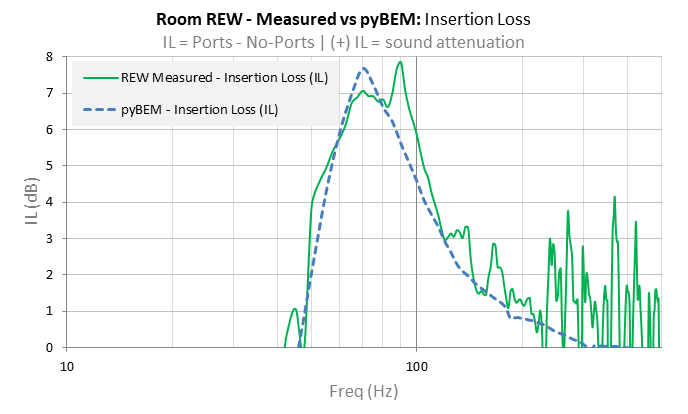 Room REW - Measured vs pyBEM: Insertion Loss
IL = Ports - No-Ports | (+) IL = sound attenuation
8
7
6
5
4
3
2
1
0
IL (dB)
REW Measured - Insertion Loss (IL)
pyBEM - Insertion Loss (IL)
10
100
Freq (Hz)